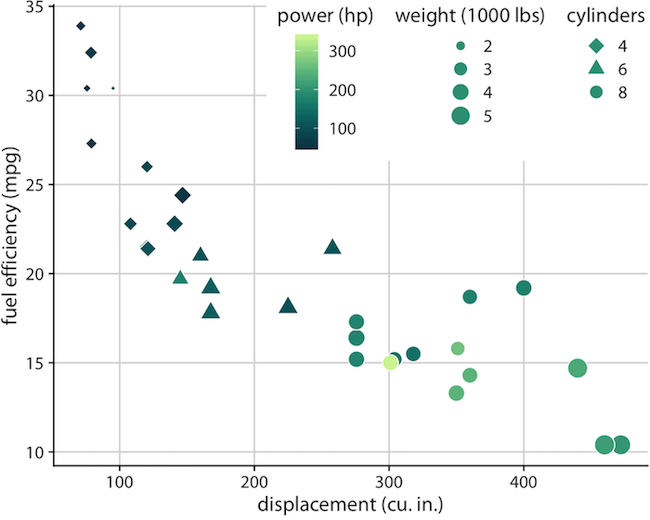 power (hp) weight (1000 lbs) cylinders
300 2 4
200 3 6
100 4 8
5
fuel efficiency (mpg)
35
30
25
20
15
10
100 200 300 400
displacement (cu. in.)